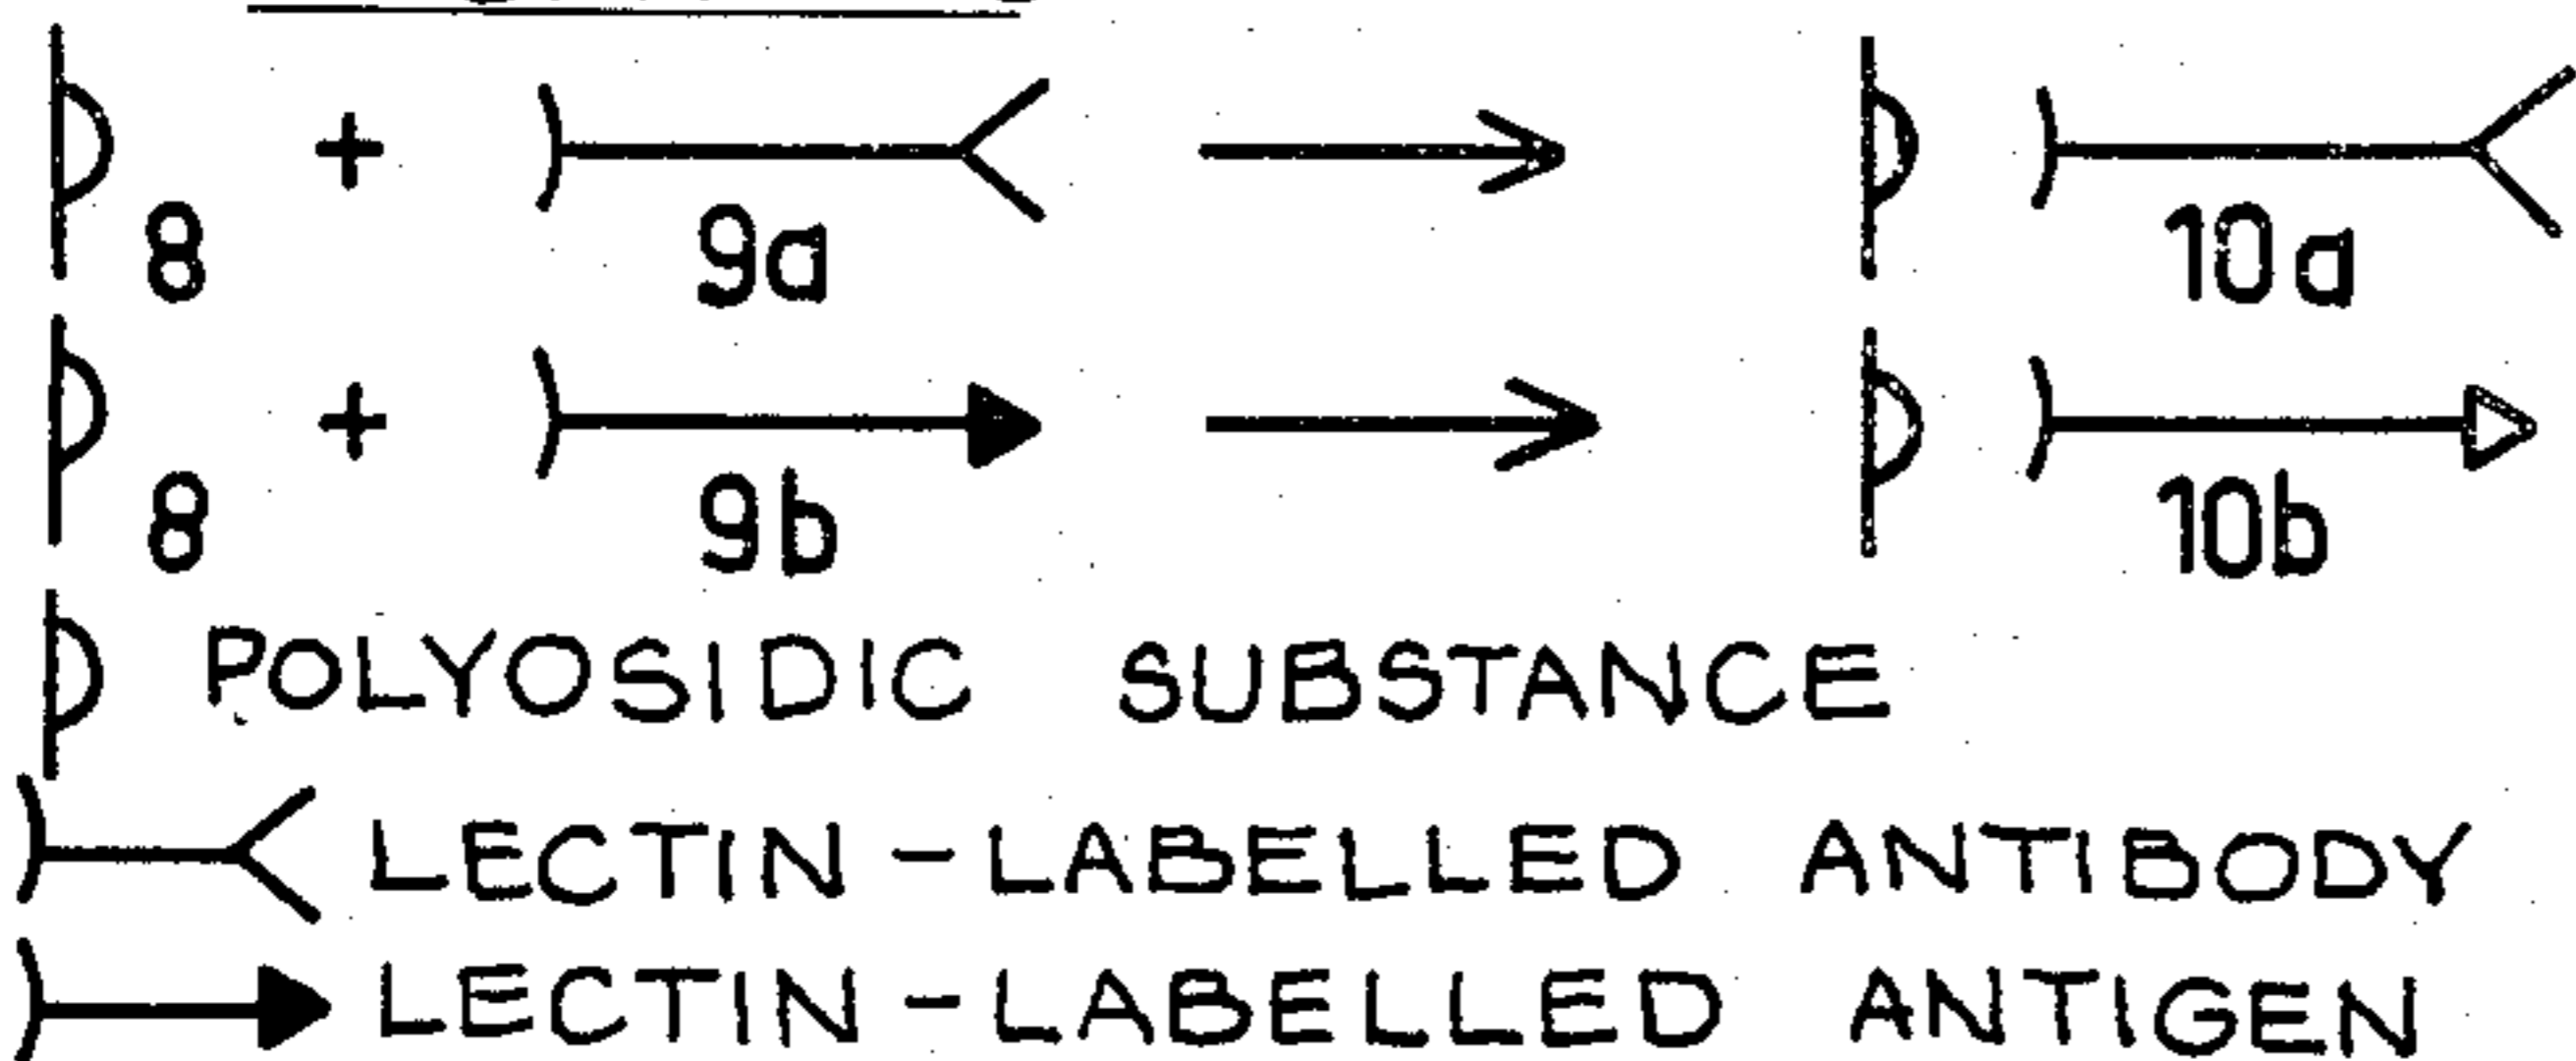 8 + 9a 10a
8 + 9b 10b
POLYOSIDIC SUBSTANCE
LECTIN-LABELLED ANTIBODY
LECTIN-LABELLED ANTIGEN